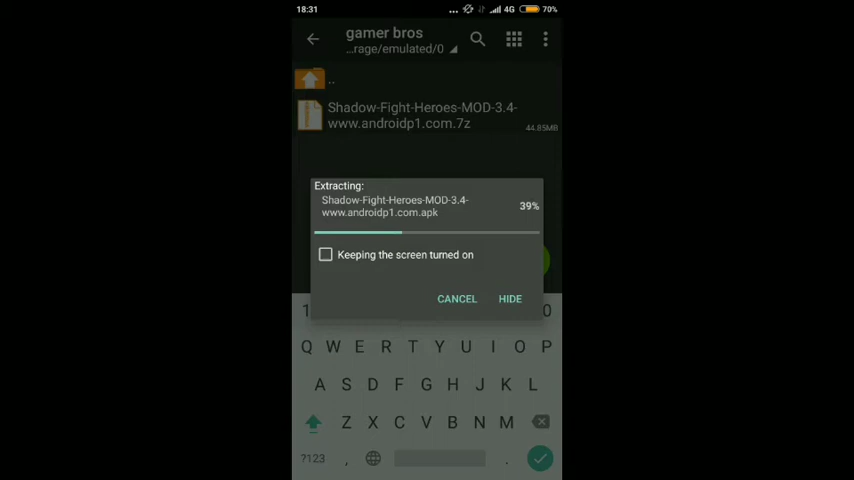 18:31
... 4G 70%
gamer bros
...rage/emulated/0
..
Shadow-Fight-Heroes-MOD-3.4-
www.androidp1.com.7z
44.85MB
Extracting:
Shadow-Fight-Heroes-MOD-3.4-
www.androidp1.com.apk
39%
Keeping the screen turned on
CANCEL HIDE
1 0
Q W E R T Y U I O P
A S D F G H J K L
Z X C V B N M
?123 , .